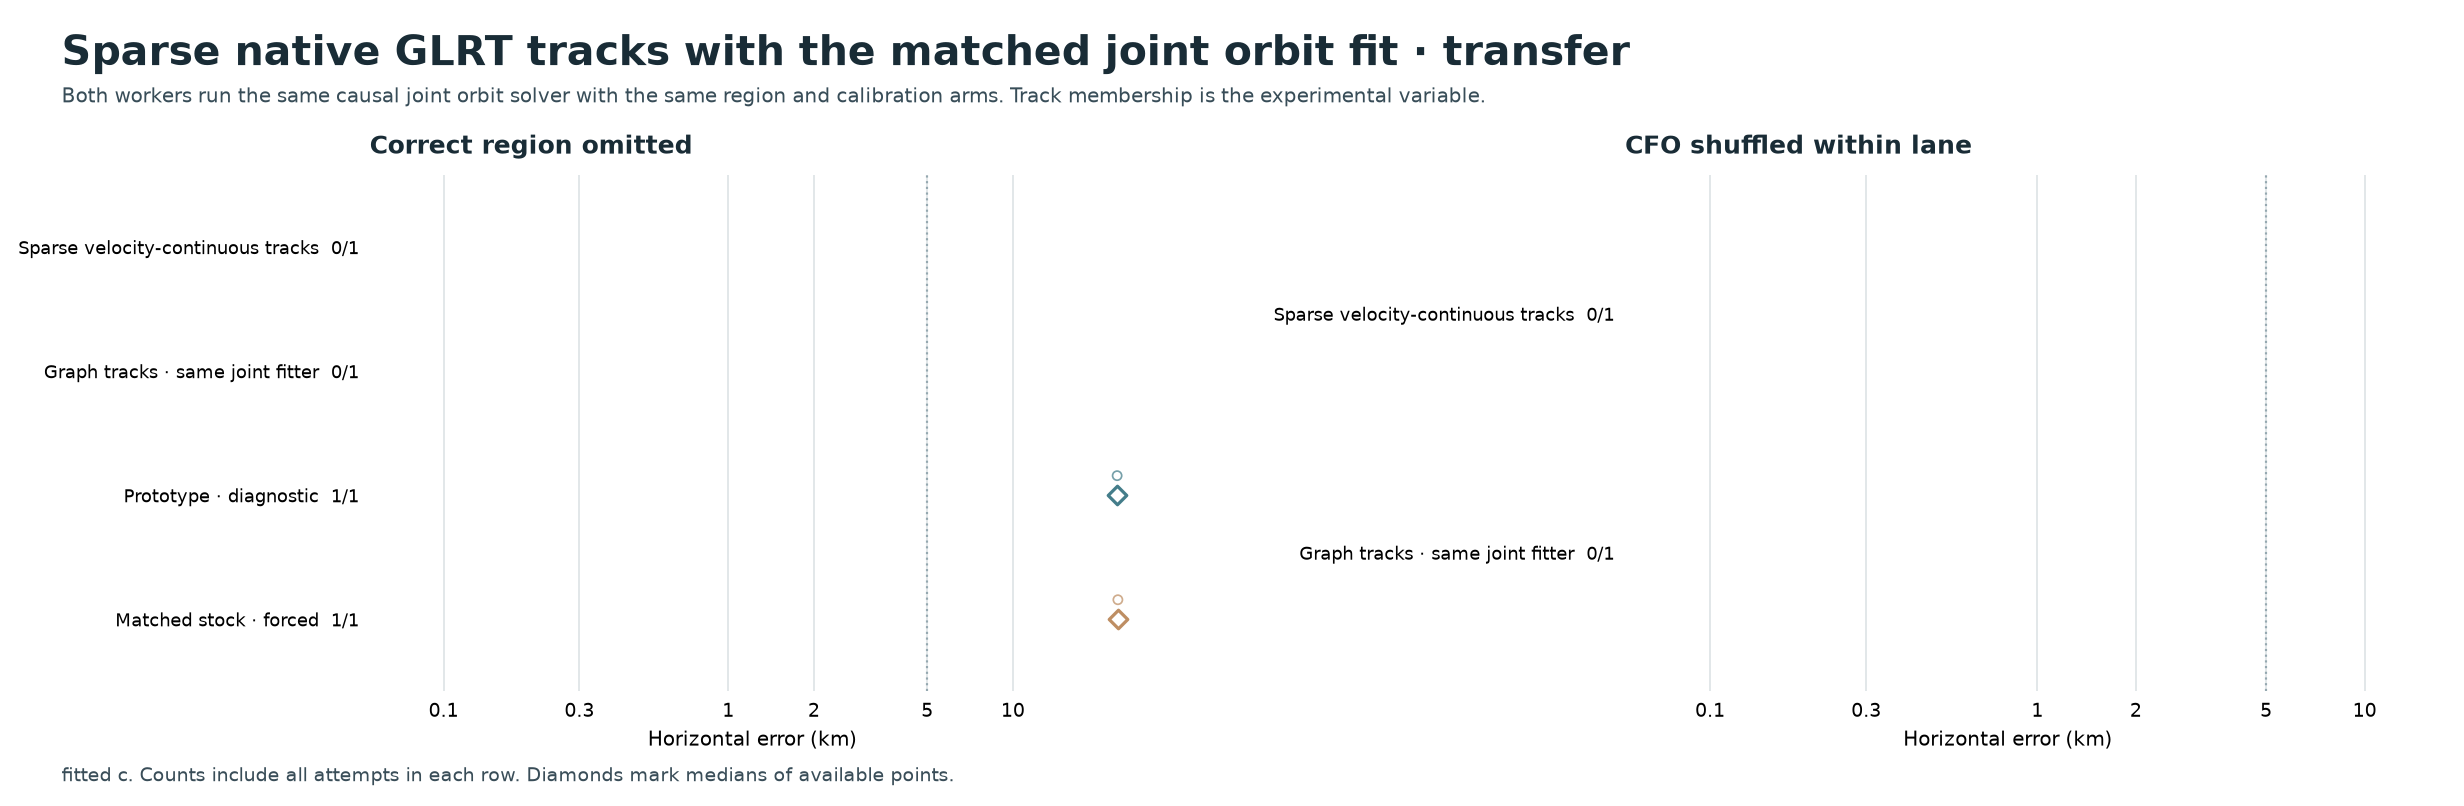 Sparse native GLRT tracks with the matched joint orbit fit · transfer
Both workers run the same causal joint orbit solver with the same region and calibration arms. Track membership is the experimental variable.
Correct region omitted
Sparse velocity-continuous tracks 0/1
Graph tracks · same joint fitter 0/1
Prototype · diagnostic 1/1
Matched stock · forced 1/1
0.1 0.3 1 2 5 10
Horizontal error (km)
CFO shuffled within lane
Sparse velocity-continuous tracks 0/1
Graph tracks · same joint fitter 0/1
0.1 0.3 1 2 5 10
Horizontal error (km)
fitted c. Counts include all attempts in each row. Diamonds mark medians of available points.